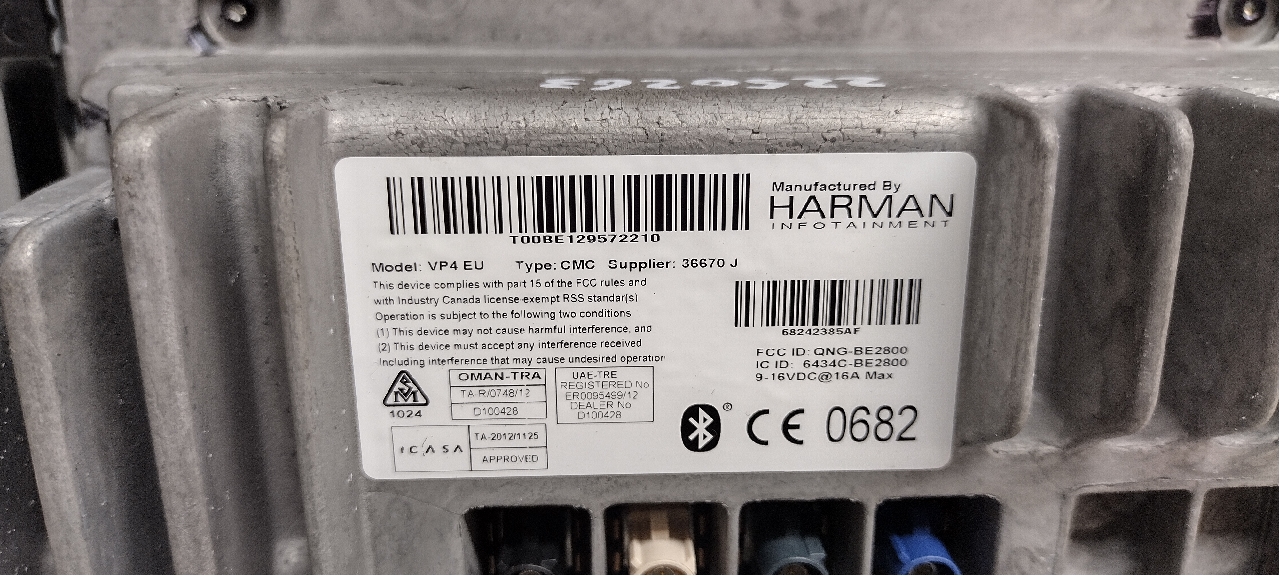 2250263
T00BE129572210
Manufactured By
HARMAN
INFOTAINMENT
Model: VP4 EU Type: CMC Supplier: 36670 J
This device complies with part 15 of the FCC rules and
with Industry Canada license-exempt RSS standar(s).
Operation is subject to the following two conditions
(1) This device may not cause harmful interference, and
(2) This device must accept any interference received
including interference that may cause undesired operation
68242385AF
FCC ID: QNG-BE2800
IC ID: 6434C-BE2800
9-16VDC@16A Max
SM
1024
OMAN-TRA
TA-R/0748/12
D100428
UAE-TRE
REGISTERED No
ER0095499/12
DEALER No
D100428
ICASA
TA-2012/1125
APPROVED
® CE 0682